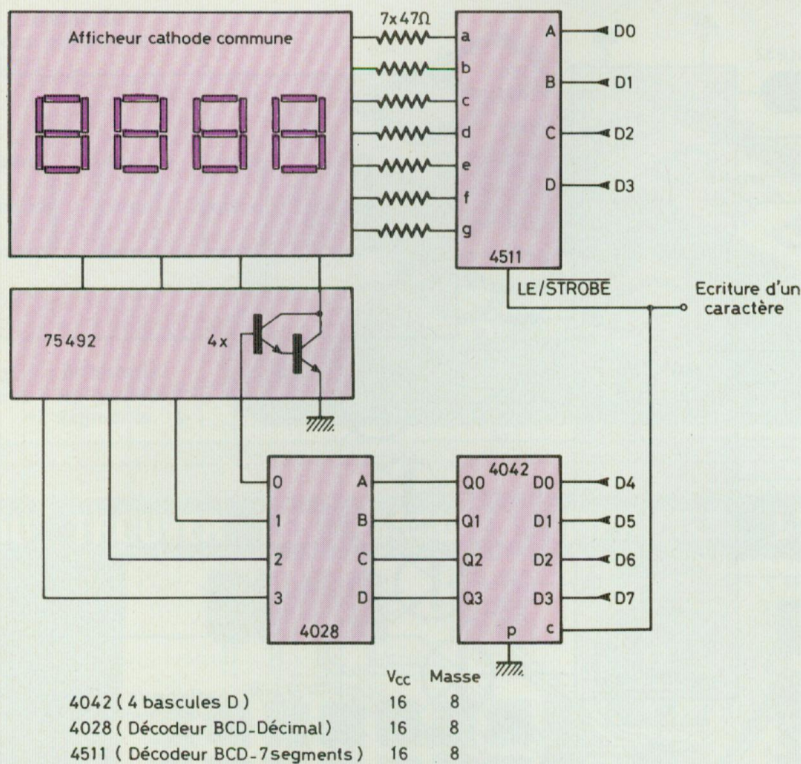 Afficheur cathode commune
7x47Ω
a
b
c
d
e
f
g
A
B
C
D
4511
D0
D1
D2
D3
LE/STROBE
Ecriture d'un
caractère
75492
4x
0
1
2
3
A
B
C
D
4028
4042
Q0
Q1
Q2
Q3
D0
D1
D2
D3
p
c
D4
D5
D6
D7
Vcc Masse
4042 ( 4 bascules D ) 16 8
4028 ( Décodeur BCD-Décimal ) 16 8
4511 ( Décodeur BCD-7segments ) 16 8